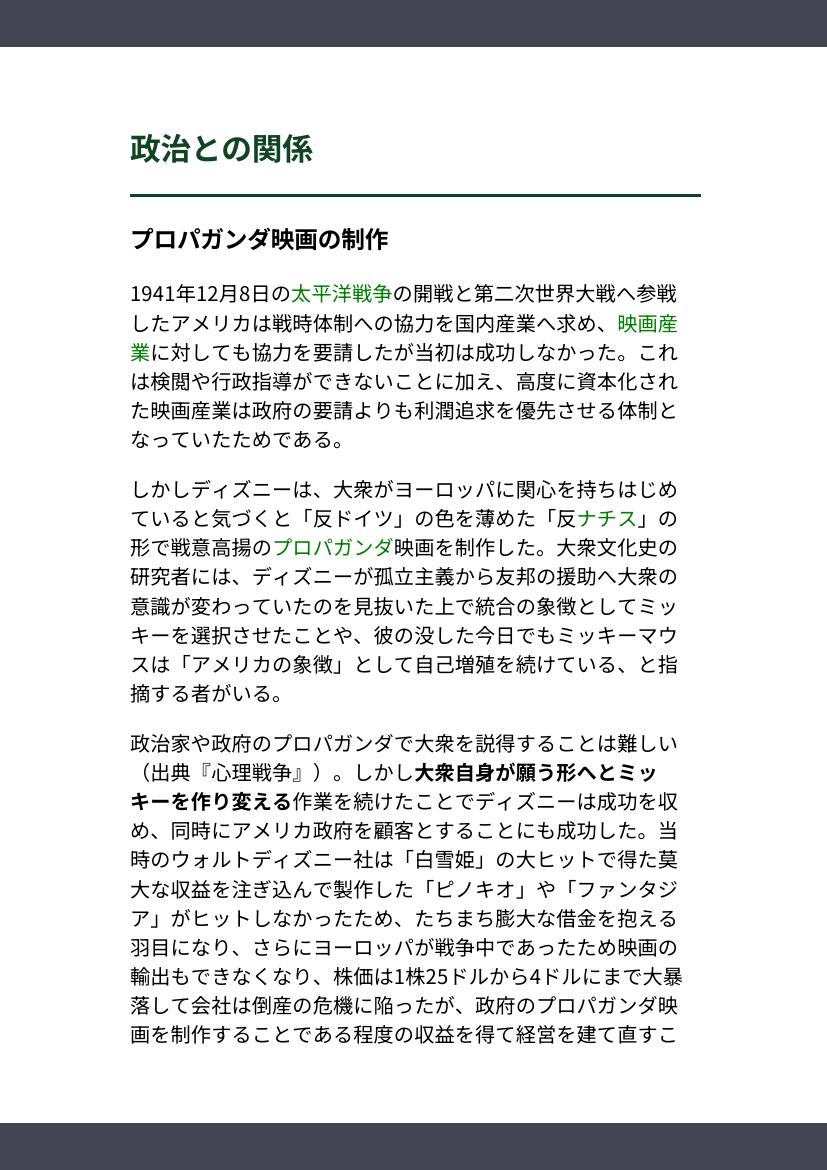 政治との関係
プロパガンダ映画の制作
1941年12月8日の太平洋戦争の開戦と第二次世界大戦へ参戦
したアメリカは戦時体制への協力を国内産業へ求め、映画産
業に対しても協力を要請したが当初は成功しなかった。これ
は検閲や行政指導ができないことに加え、高度に資本化され
た映画産業は政府の要請よりも利潤追求を優先させる体制と
なっていたためである。
しかしディズニーは、大衆がヨーロッパに関心を持ちはじめ
ていると気づくと「反ドイツ」の色を薄めた「反ナチス」の
形で戦意高揚のプロパガンダ映画を制作した。大衆文化史の
研究者には、ディズニーが孤立主義から友邦の援助へ大衆の
意識が変わっていたのを見抜いた上で統合の象徴としてミッ
キーを選択させたことや、彼の没した今日でもミッキーマウ
スは「アメリカの象徴」として自己増殖を続けている、と指
摘する者がいる。
政治家や政府のプロパガンダで大衆を説得することは難しい
（出典『心理戦争』）。しかし大衆自身が願う形へとミッ
キーを作り変える作業を続けたことでディズニーは成功を収
め、同時にアメリカ政府を顧客とすることにも成功した。当
時のウォルトディズニー社は「白雪姫」の大ヒットで得た莫
大な収益を注ぎ込んで製作した「ピノキオ」や「ファンタジ
ア」がヒットしなかったため、たちまち膨大な借金を抱える
羽目になり、さらにヨーロッパが戦争中であったため映画の
輸出もできなくなり、株価は1株25ドルから4ドルにまで大暴
落して会社は倒産の危機に陥ったが、政府のプロパガンダ映
画を制作することである程度の収益を得て経営を建て直すこ